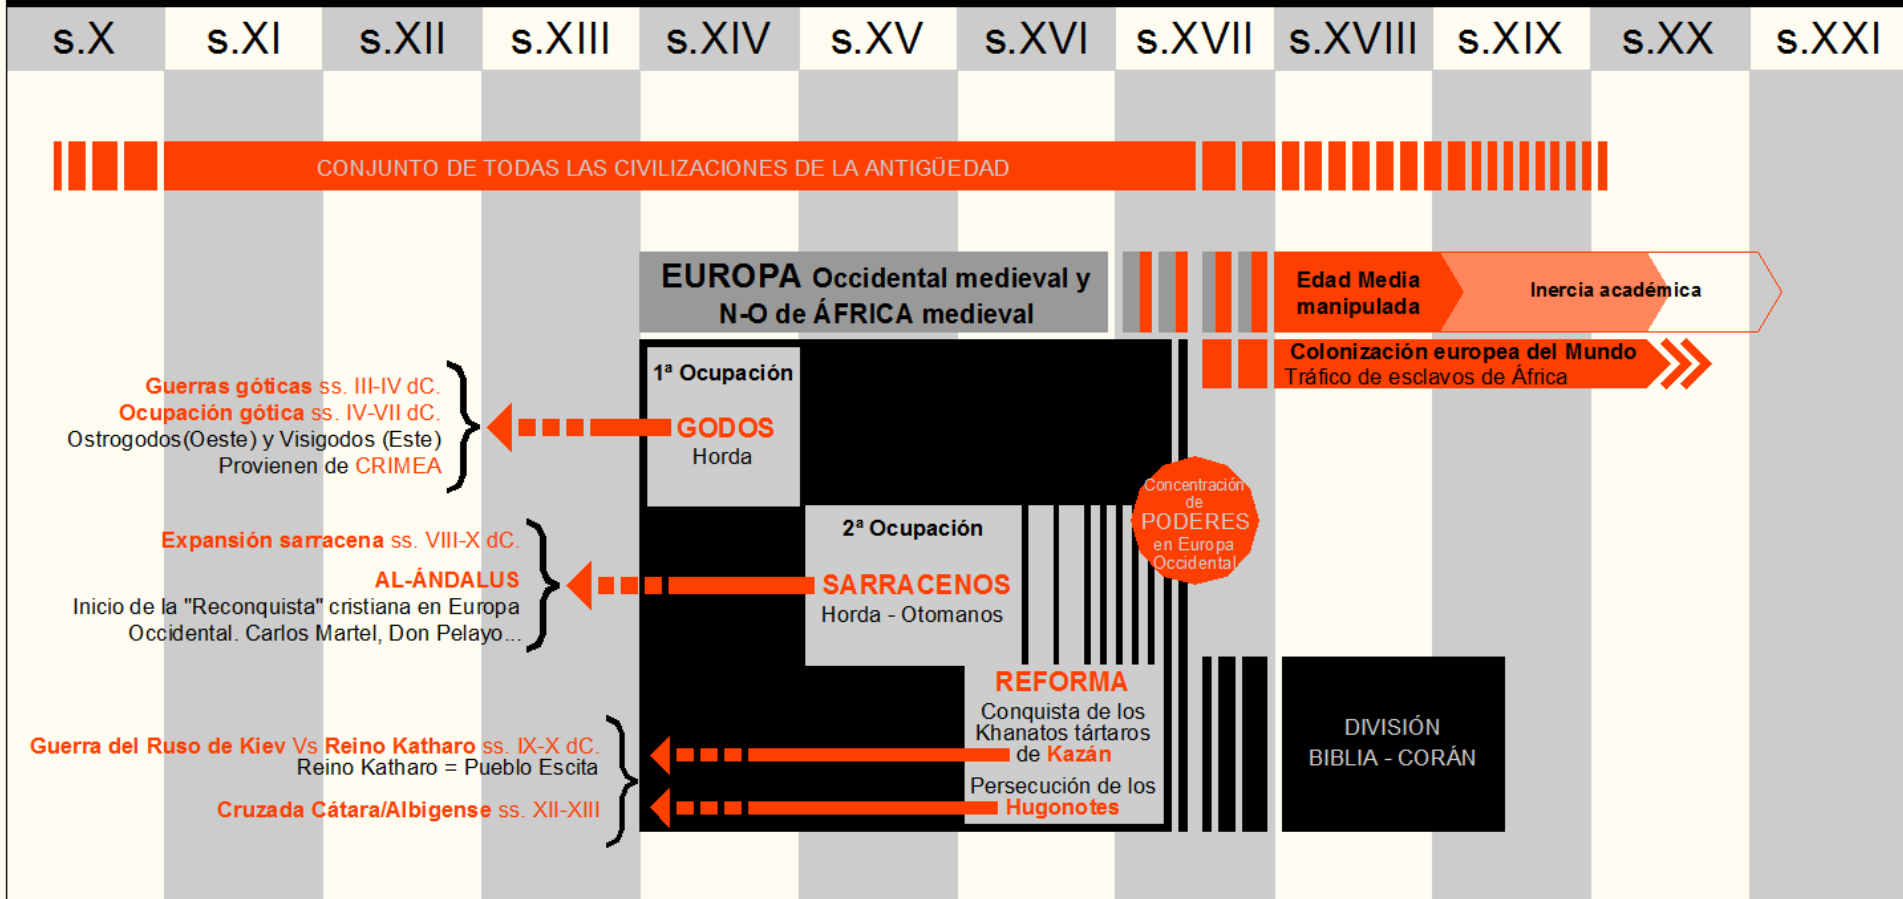 s.X s.XI s.XII s.XIII s.XIV s.XV s.XVI s.XVII s.XVIII s.XIX s.XX s.XXI
CONJUNTO DE TODAS LAS CIVILIZACIONES DE LA ANTIGÜEDAD
EUROPA Occidental medieval y
N-O de ÁFRICA medieval
Edad Media
manipulada
Inercia académica
Colonización europea del Mundo
Tráfico de esclavos de África
1ª Ocupación
GODOS
Horda
Guerras góticas ss. III-IV dC.
Ocupación gótica ss. IV-VII dC.
Ostrogodos(Oeste) y Visigodos (Este)
Provienen de CRIMEA
Concentración
de
PODERES
en Europa
Occidental
2ª Ocupación
SARRACENOS
Horda - Otomanos
Expansión sarracena ss. VIII-X dC.
AL-ÁNDALUS
Inicio de la "Reconquista" cristiana en Europa
Occidental. Carlos Martel, Don Pelayo...
REFORMA
Conquista de los
Khanatos tártaros
de Kazán
Persecución de los
Hugonotes
Guerra del Ruso de Kiev Vs Reino Katharo ss. IX-X dC.
Reino Katharo = Pueblo Escita
Cruzada Cátara/Albigense ss. XII-XIII
DIVISIÓN
BIBLIA - CORÁN